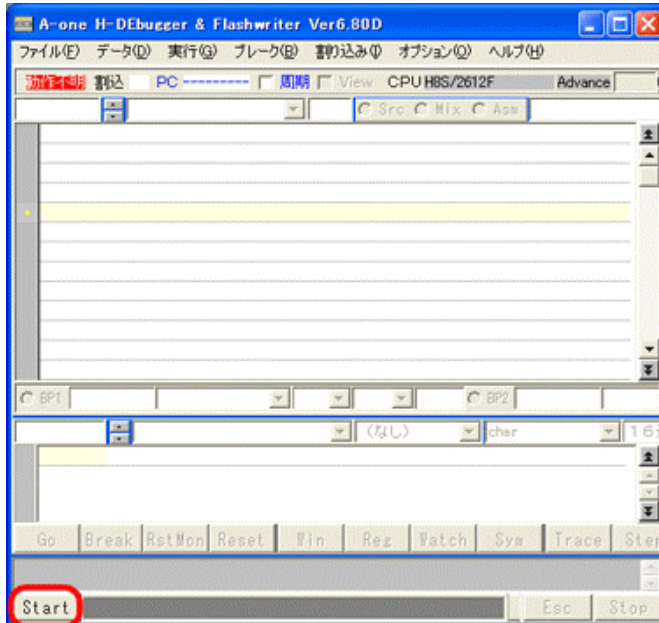 A-one H-DEbugger & Flashwriter Ver6.80D
ファイル(F) データ(D) 実行(G) ブレーク(B) 割り込み(I) オプション(O) ヘルプ(H)
動作不明 割込 PC --------- 周期 View CPU H8S/2612F Advance
Src Mix Asm
BP1 BP2
(なし) char 16
Go Break RstMon Reset Win Reg Watch Sym Trace Step
Start Esc Stop